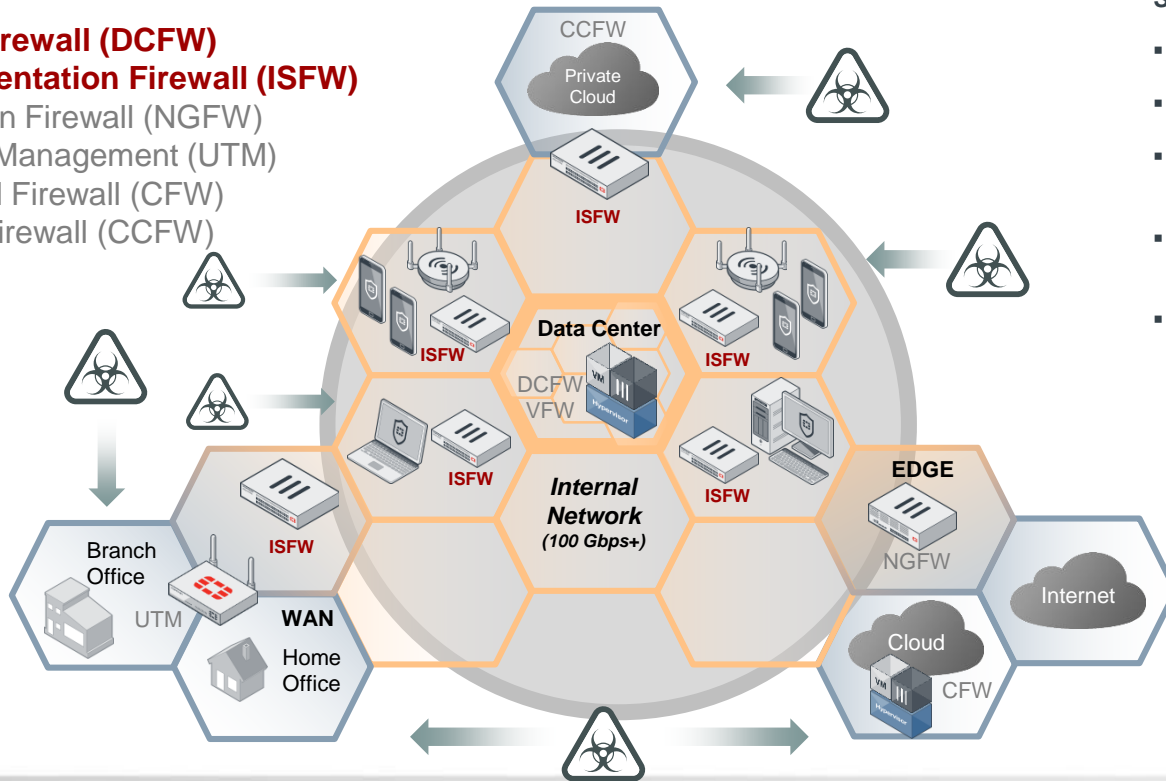 rewall (DCFW)
entation Firewall (ISFW)
n Firewall (NGFW)
Management (UTM)
l Firewall (CFW)
irewall (CCFW)
CCFW
Private
Cloud
ISFW
ISFW
ISFW
Data Center
DCFW
VFW
VM
Hypervisor
ISFW
ISFW
Internal
Network
(100 Gbps+)
EDGE
NGFW
ISFW
Branch
Office
UTM
WAN
Home
Office
Internet
Cloud
CFW
VM
Hypervisor